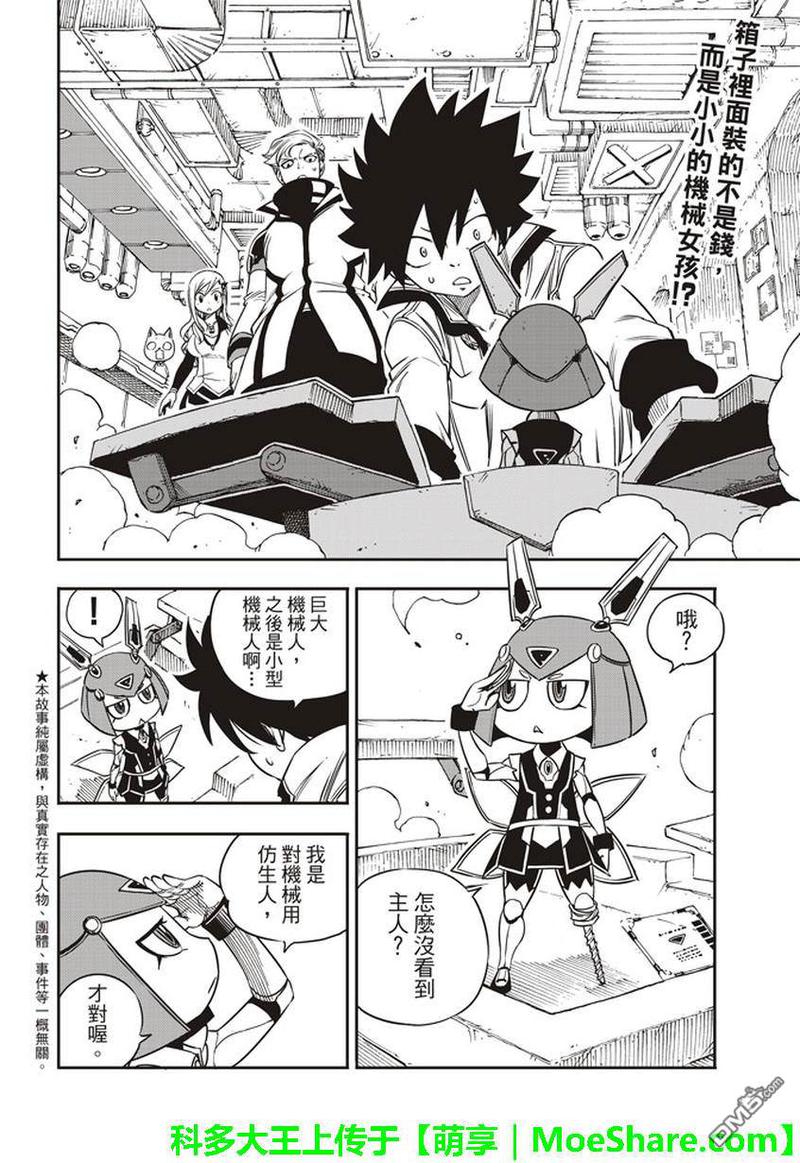 箱子裡面裝的不是錢，
而是小小的機械女孩!?
哦?
怎麼沒看到
主人?
巨大
機械人，
之後是小型
機械人啊…
!
我是
對機械用
仿生人，
才對喔。
★本故事純屬虛構，與真實存在之人物、團體、事件等一概無關。
DM5.com
科多大王上传于【萌享｜MoeShare.com】